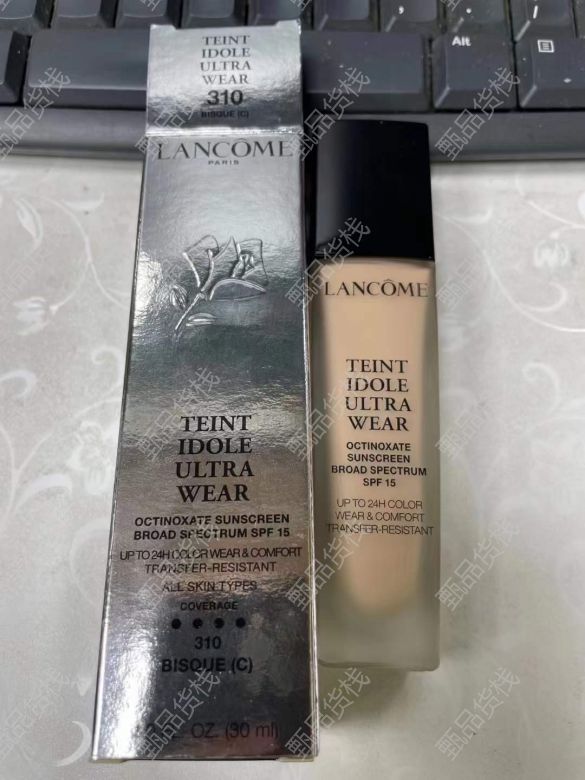 TEINT
IDOLE
ULTRA
WEAR
310
BISQUE (C)
LANCÔME
PARIS
TEINT
IDOLE
ULTRA
WEAR
OCTINOXATE SUNSCREEN
BROAD SPECTRUM SPF 15
UP TO 24H COLOR WEAR & COMFORT
TRANSFER-RESISTANT
ALL SKIN TYPES
COVERAGE
310
BISQUE (C)
OZ. (30 ml)
LANCÔME
TEINT
IDOLE
ULTRA
WEAR
OCTINOXATE
SUNSCREEN
BROAD SPECTRUM
SPF 15
UP TO 24H COLOR
WEAR & COMFORT
TRANSFER-RESISTANT
Alt
甄品货栈